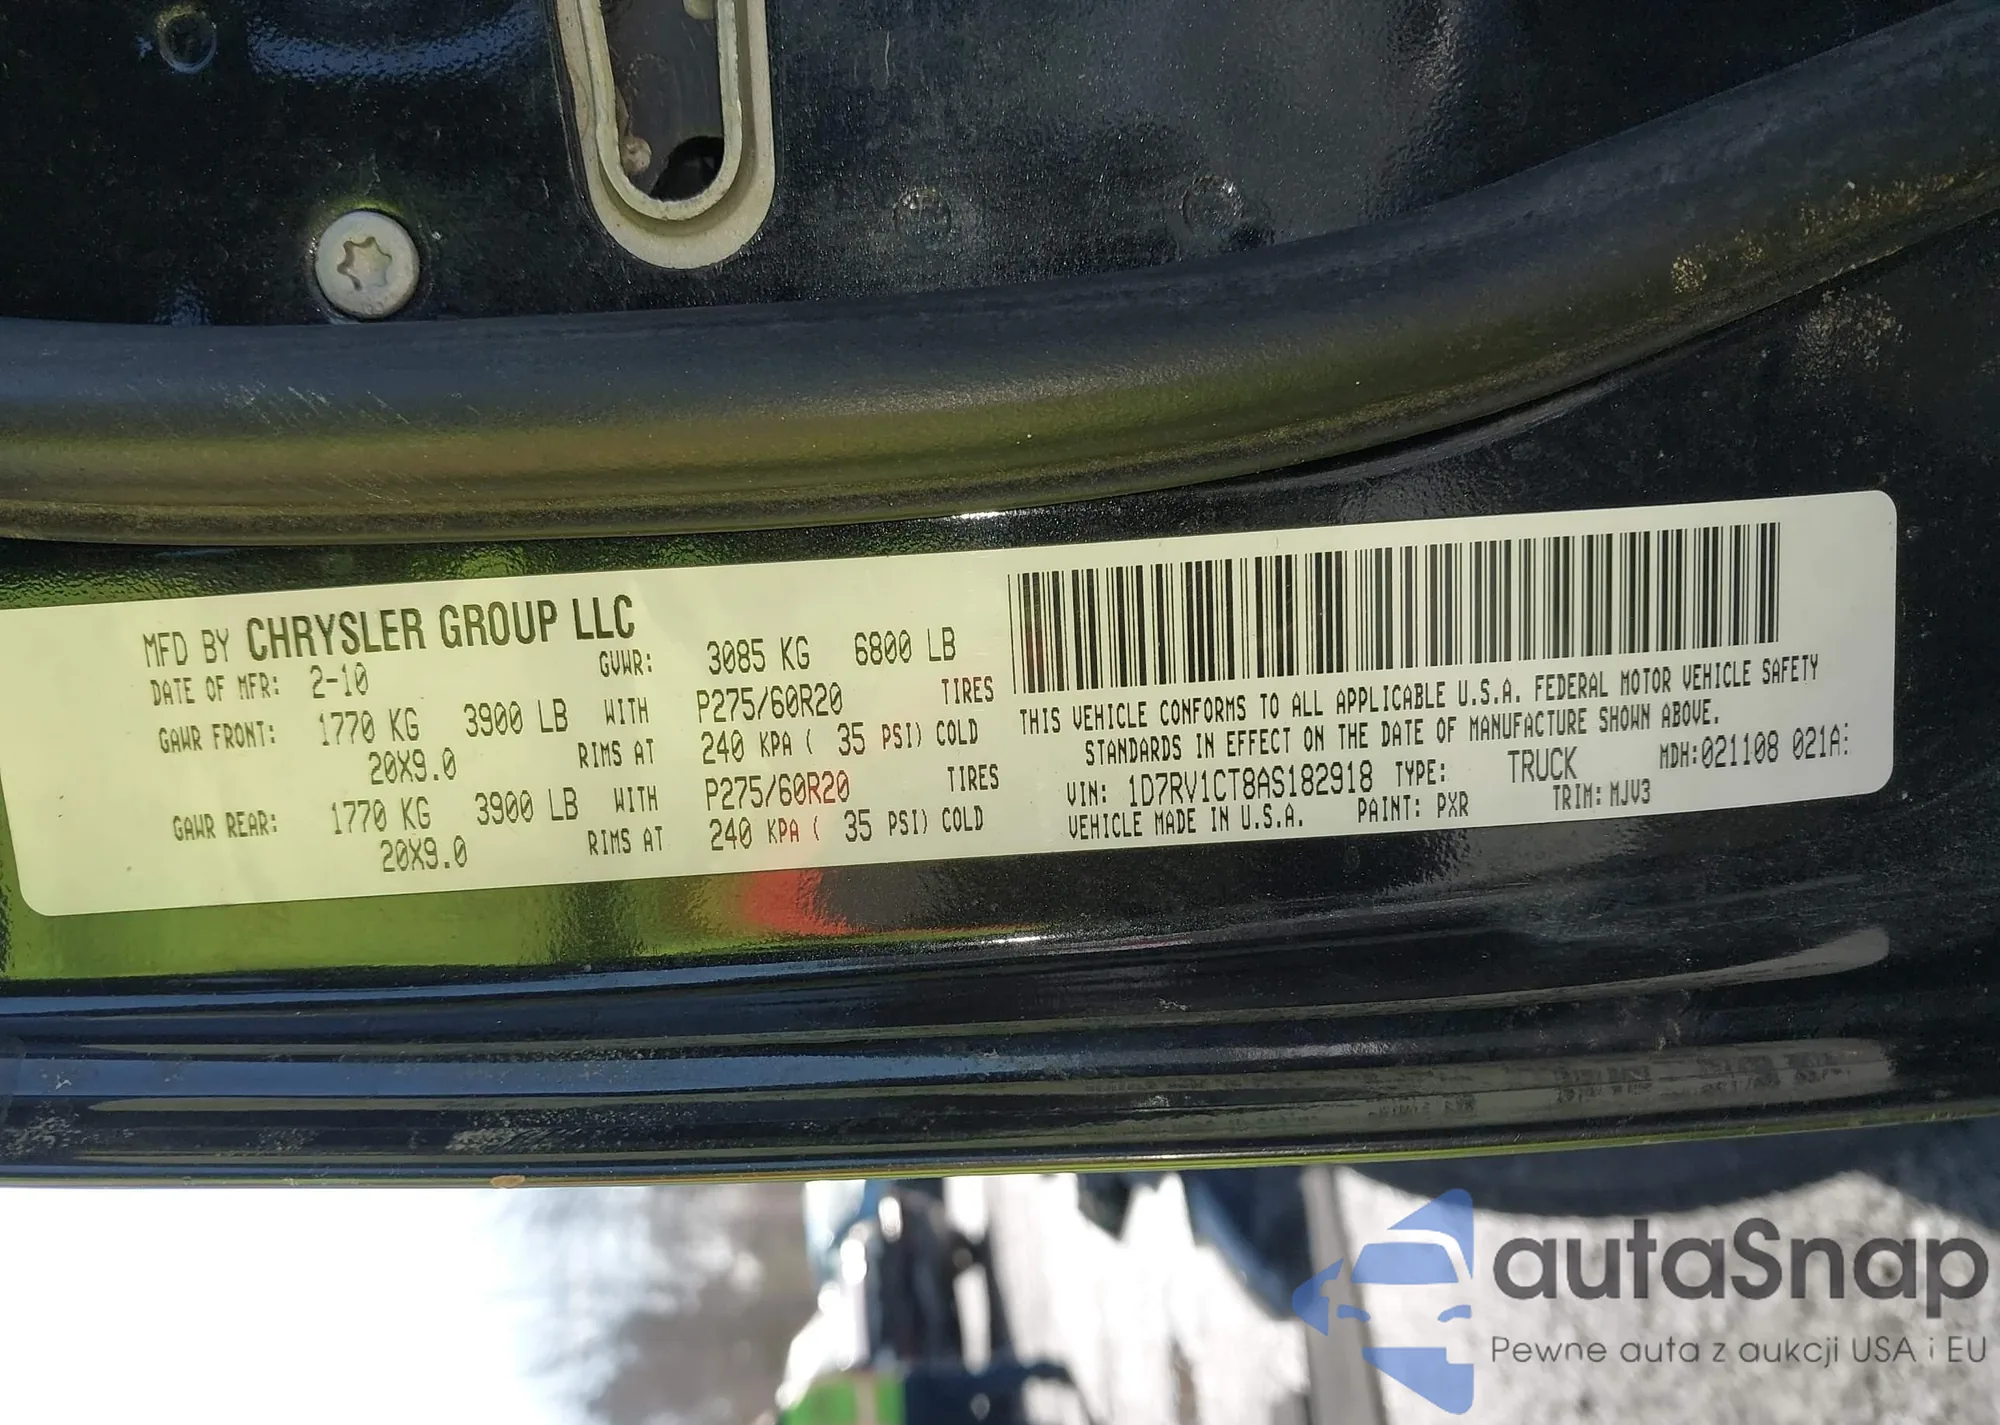 MFD BY CHRYSLER GROUP LLC
DATE OF MFR: 2-10 GVWR: 3085 KG 6800 LB
GAWR FRONT: 1770 KG 3900 LB WITH P275/60R20 TIRES
20X9.0 RIMS AT 240 KPA ( 35 PSI) COLD
GAWR REAR: 1770 KG 3900 LB WITH P275/60R20 TIRES
20X9.0 RIMS AT 240 KPA ( 35 PSI) COLD
THIS VEHICLE CONFORMS TO ALL APPLICABLE U.S.A. FEDERAL MOTOR VEHICLE SAFETY
STANDARDS IN EFFECT ON THE DATE OF MANUFACTURE SHOWN ABOVE.
VIN: 1D7RV1CT8AS182918 TYPE: TRUCK MDH:021108 021A:
VEHICLE MADE IN U.S.A. PAINT: PXR TRIM: MJV3
autaSnap
Pewne auta z aukcji USA i EU